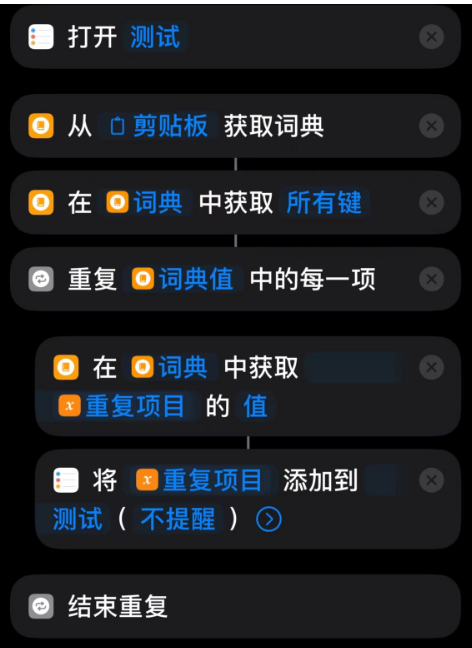 打开 测试
从 剪贴板 获取词典
在 词典 中获取 所有键
重复 词典值 中的每一项
在 词典 中获取
重复项目 的 值
将 重复项目 添加到
测试 ( 不提醒 )
结束重复